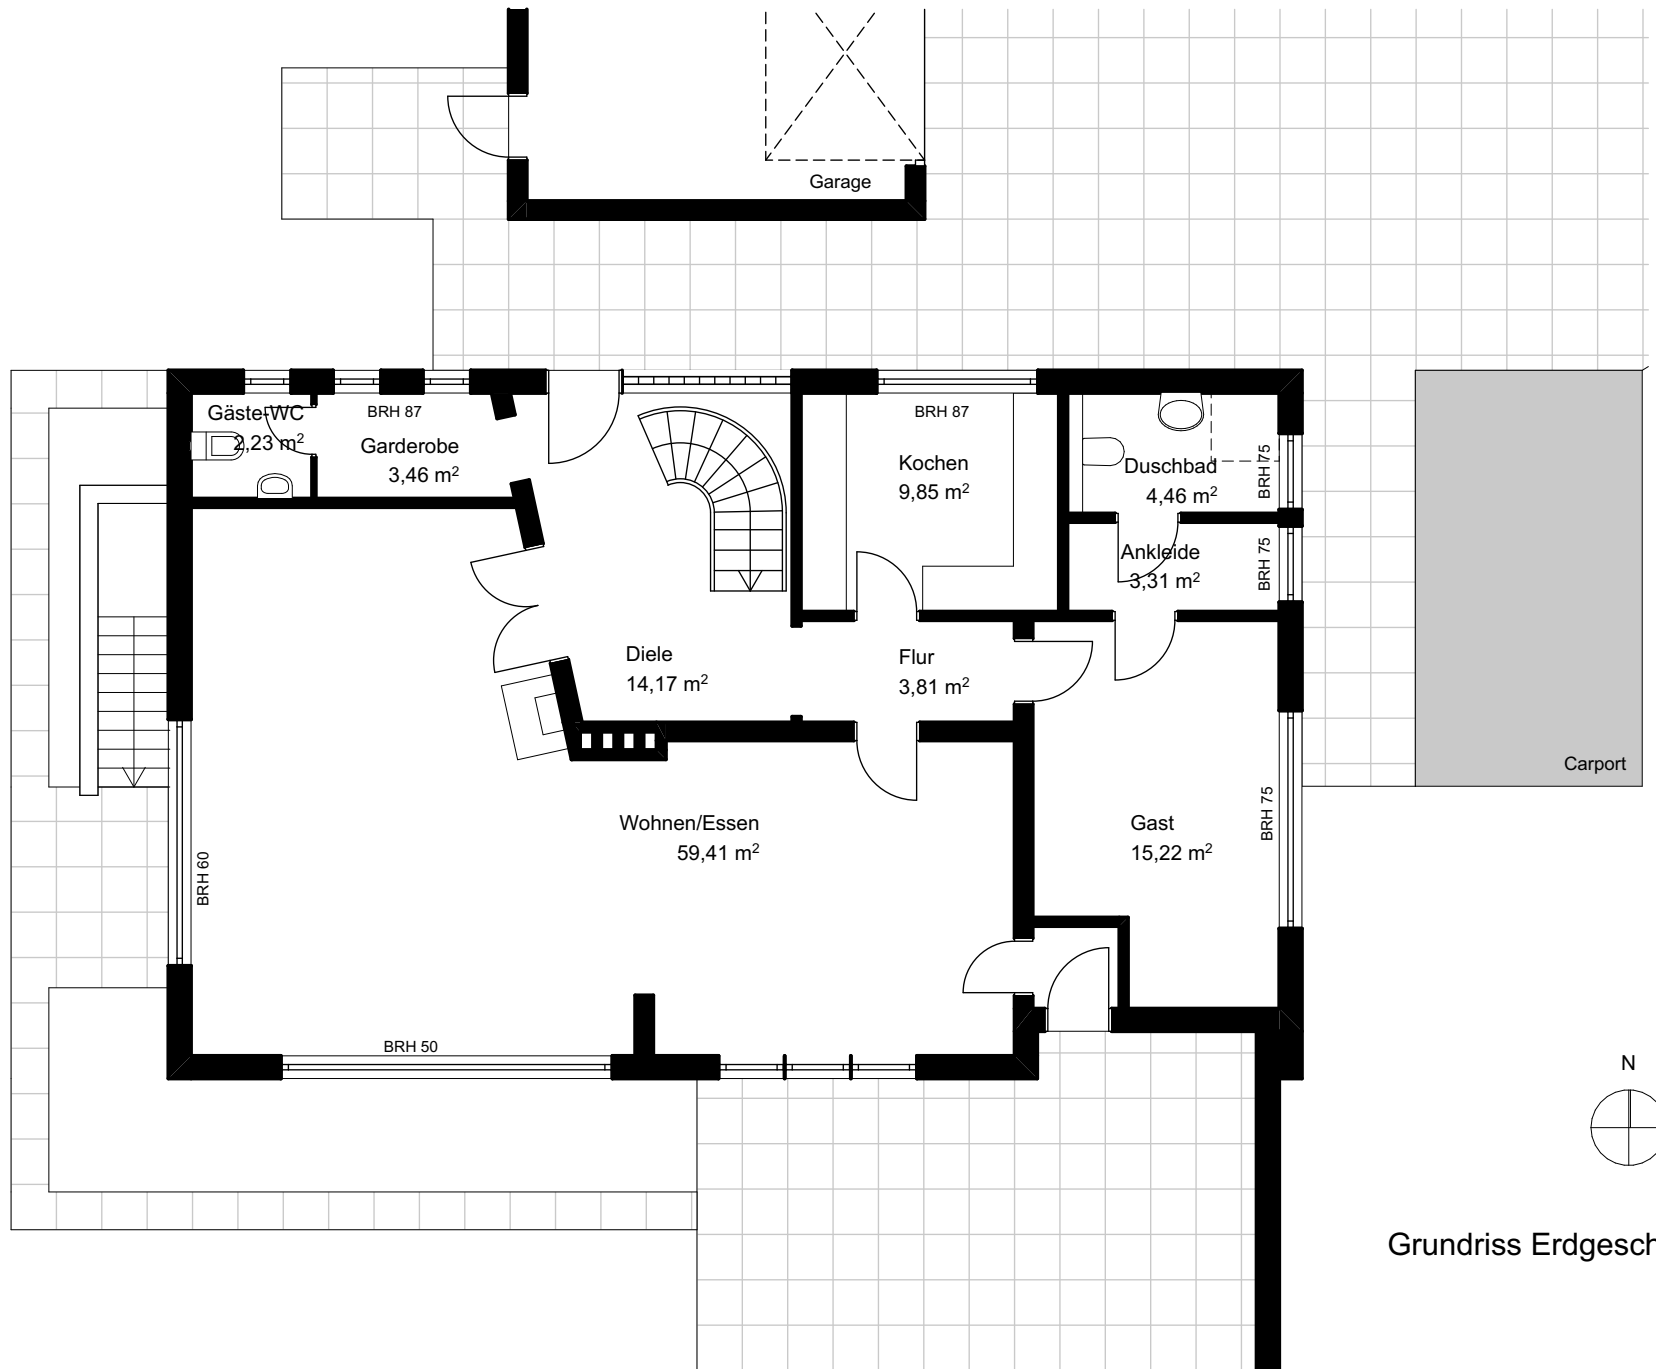 Garage
Gäste-WC
2,23 m²
BRH 87
Garderobe
3,46 m²
BRH 87
Kochen
9,85 m²
Duschbad
4,46 m²
BRH 75
Ankleide
3,31 m²
BRH 75
Diele
14,17 m²
Flur
3,81 m²
Carport
Wohnen/Essen
59,41 m²
Gast
15,22 m²
BRH 75
BRH 60
BRH 50
N
Grundriss Erdgesch